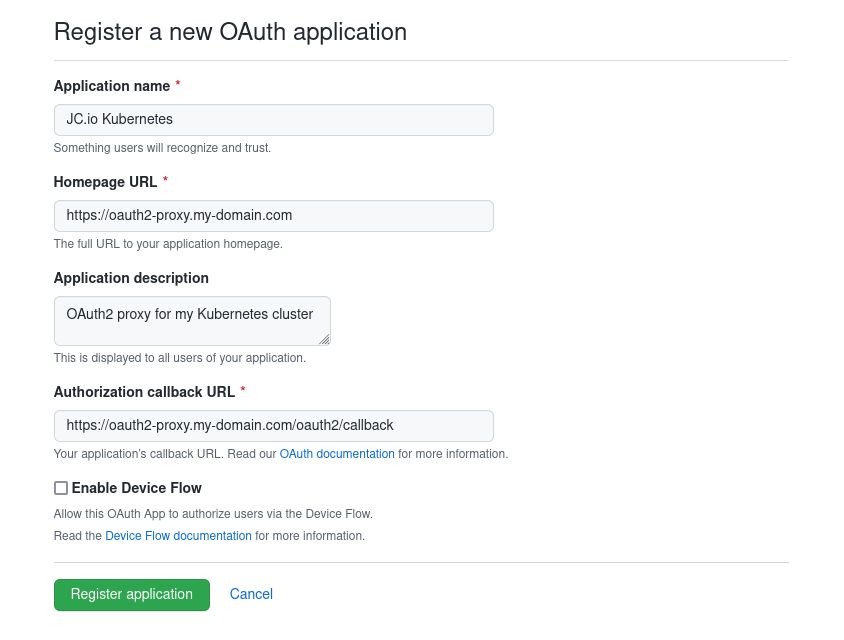 Register a new OAuth application
Application name *
JC.io Kubernetes
Something users will recognize and trust.
Homepage URL *
https://oauth2-proxy.my-domain.com
The full URL to your application homepage.
Application description
OAuth2 proxy for my Kubernetes cluster
This is displayed to all users of your application.
Authorization callback URL *
https://oauth2-proxy.my-domain.com/oauth2/callback
Your application's callback URL. Read our OAuth documentation for more information.
Enable Device Flow
Allow this OAuth App to authorize users via the Device Flow.
Read the Device Flow documentation for more information.
Register application Cancel